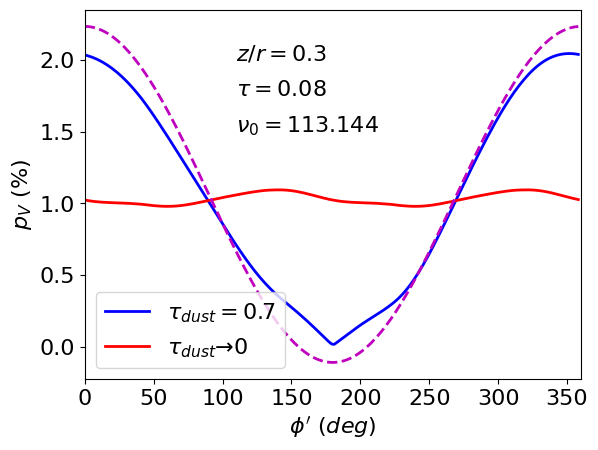 2.0
1.5
1.0
0.5
0.0
p_V (%)
z/r = 0.3
τ = 0.08
ν₀ = 113.144
τ_dust = 0.7
τ_dust→0
0 50 100 150 200 250 300 350
ϕ′ (deg)